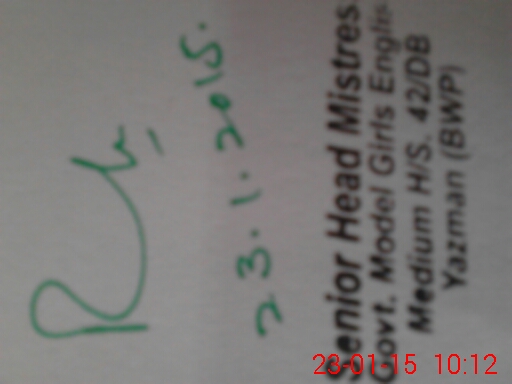 23.1.2015.
Senior Head Mistres
Govt. Model Girls Englis
Medium H/S. 42/DB
Yazman (BWP)
23-01-15 10:12